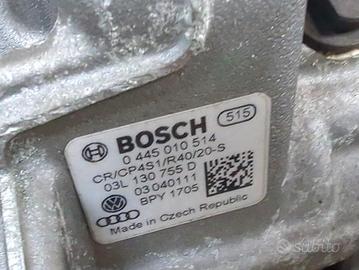 BOSCH
515
0 445 010 514
CR/CP4S1/R40/20-S
03L 130 755 D
03040111
BPY 1705
Made in Czech Republic
subito